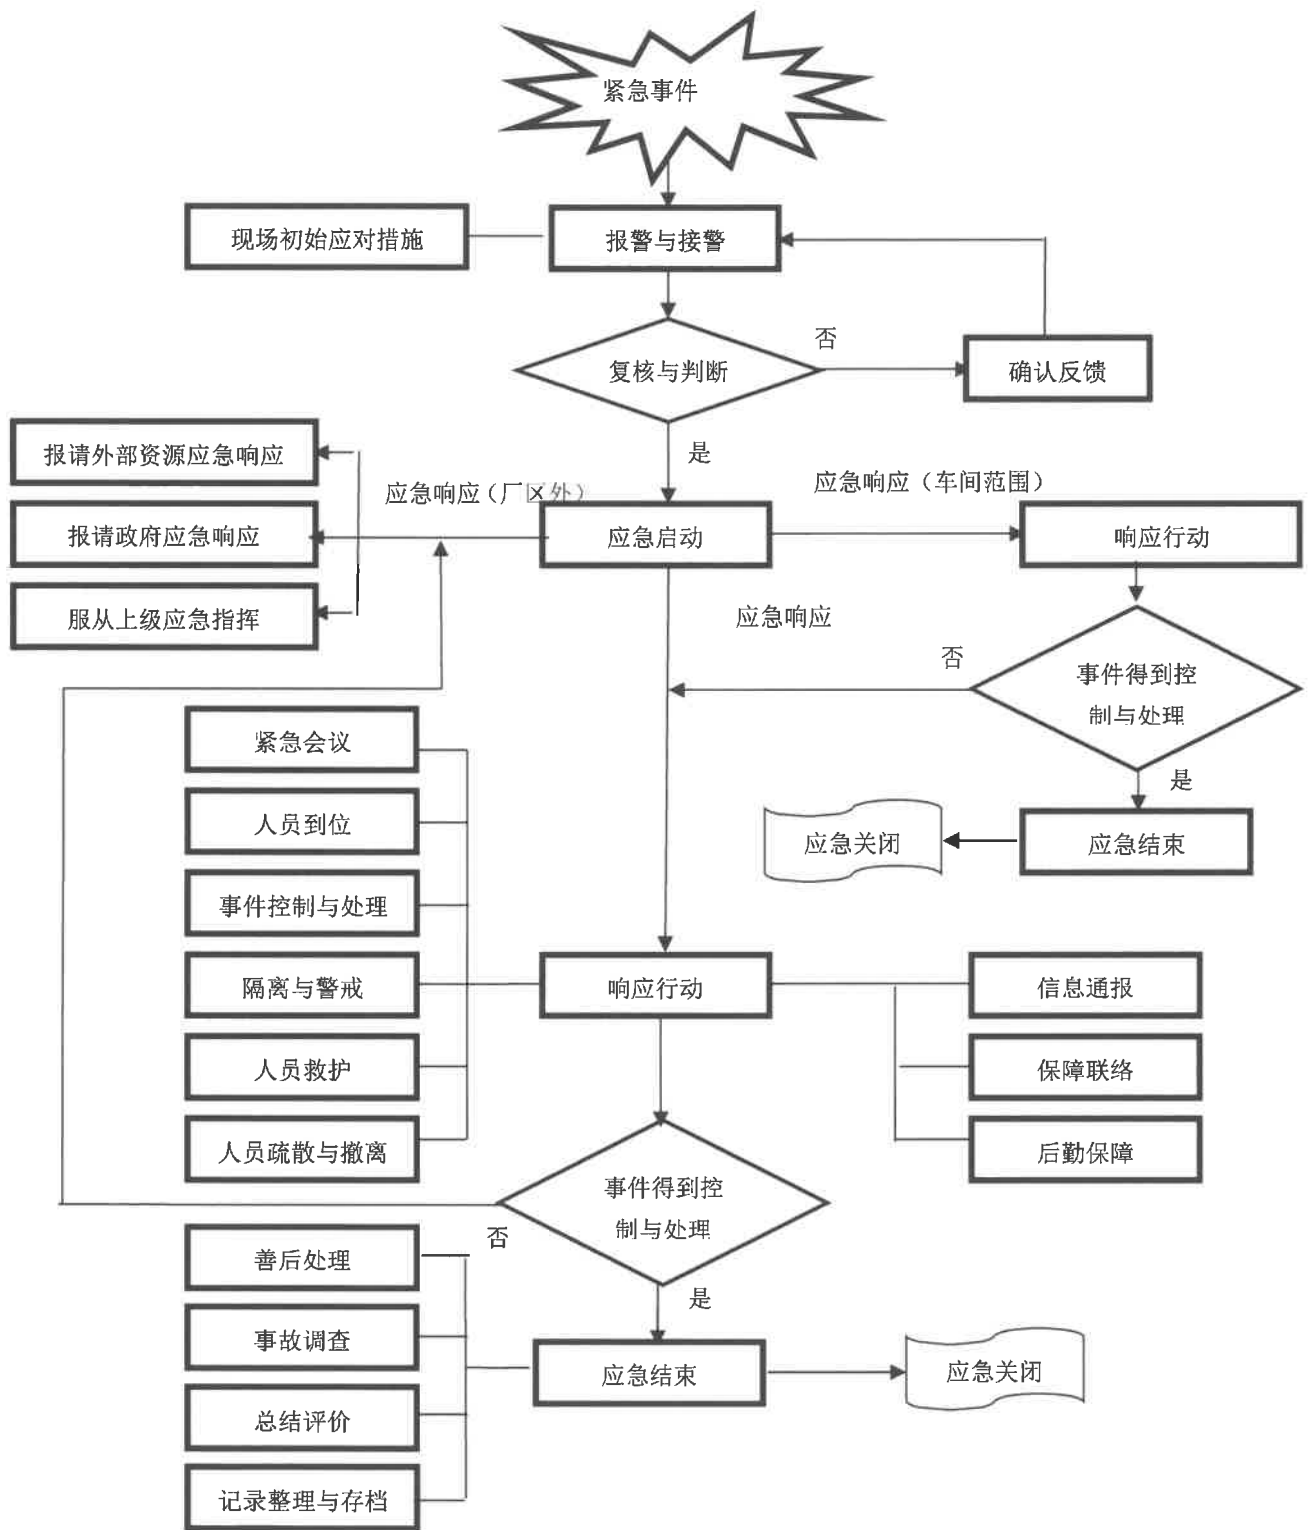 紧急事件
现场初始应对措施
报警与接警
否
复核与判断
确认反馈
是
报请外部资源应急响应
应急响应（厂区外）
应急响应（车间范围）
报请政府应急响应
应急启动
响应行动
服从上级应急指挥
应急响应
否
事件得到控
制与处理
紧急会议
是
人员到位
应急关闭
应急结束
事件控制与处理
隔离与警戒
响应行动
信息通报
人员救护
保障联络
人员疏散与撤离
后勤保障
事件得到控
制与处理
否
善后处理
是
事故调查
应急结束
应急关闭
总结评价
记录整理与存档